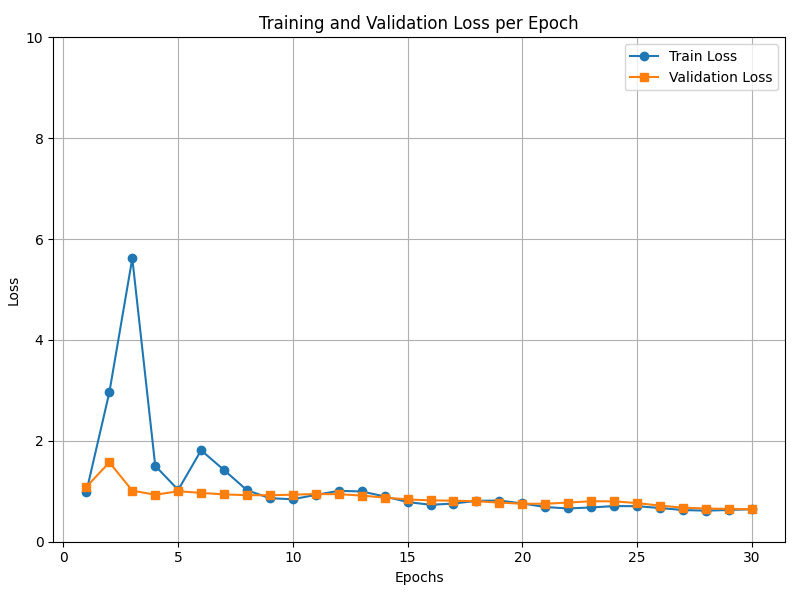 Training and Validation Loss per Epoch
10
8
6
4
2
0
Loss
Train Loss
Validation Loss
0 5 10 15 20 25 30
Epochs